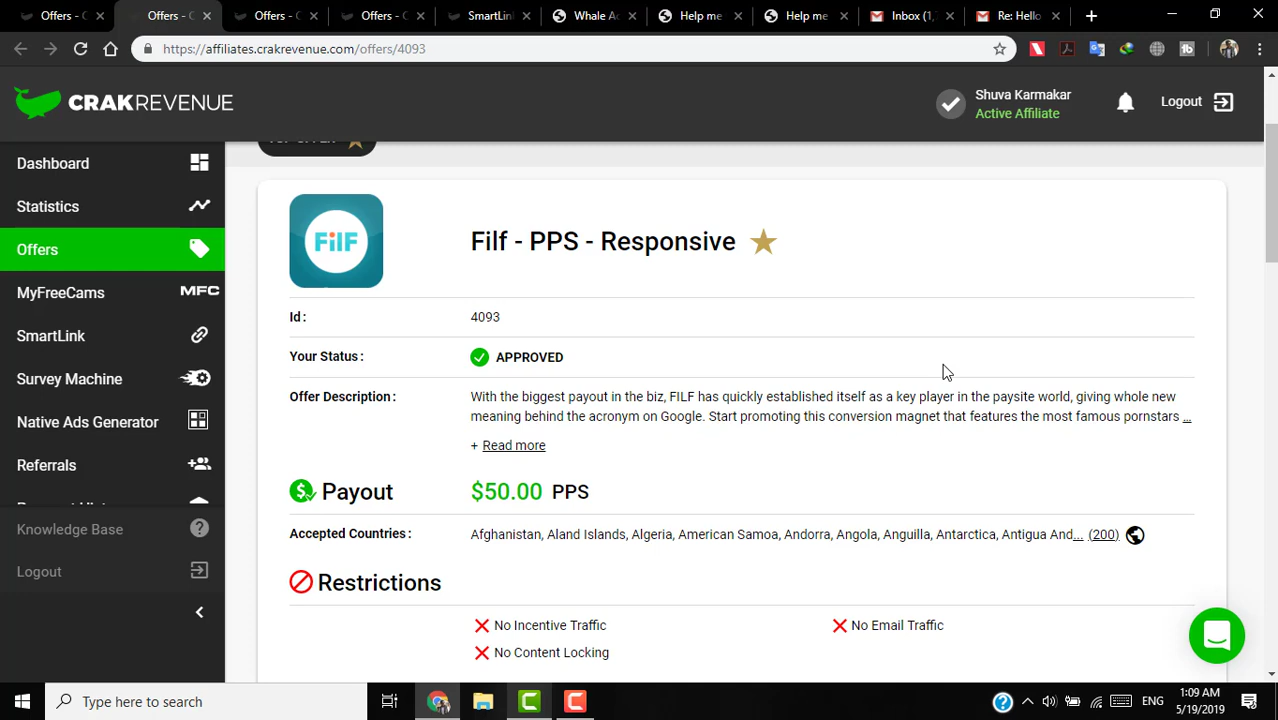 Offers - C
Offers - C
Offers - C
Offers - C
SmartLink
Whale Ac
Help me
Help me
Inbox (1,
Re: Hello
https://affiliates.crakrevenue.com/offers/4093
CRAKREVENUE
Shuva Karmakar
Active Affiliate
Logout
Dashboard
Statistics
Offers
MyFreeCams MFC
SmartLink
Survey Machine
Native Ads Generator
Referrals
Knowledge Base
Logout
FiLF
Filf - PPS - Responsive
Id : 4093
Your Status : APPROVED
Offer Description : With the biggest payout in the biz, FILF has quickly established itself as a key player in the paysite world, giving whole new
meaning behind the acronym on Google. Start promoting this conversion magnet that features the most famous pornstars ...
+ Read more
Payout $50.00 PPS
Accepted Countries : Afghanistan, Aland Islands, Algeria, American Samoa, Andorra, Angola, Anguilla, Antarctica, Antigua And... (200)
Restrictions
No Incentive Traffic No Email Traffic
No Content Locking
Type here to search
ENG
1:09 AM
5/19/2019